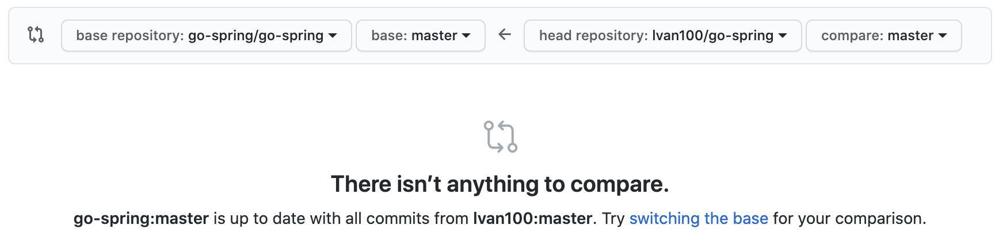 base repository: go-spring/go-spring base: master head repository: lvan100/go-spring compare: master
There isn’t anything to compare.
go-spring:master is up to date with all commits from lvan100:master. Try switching the base for your comparison.